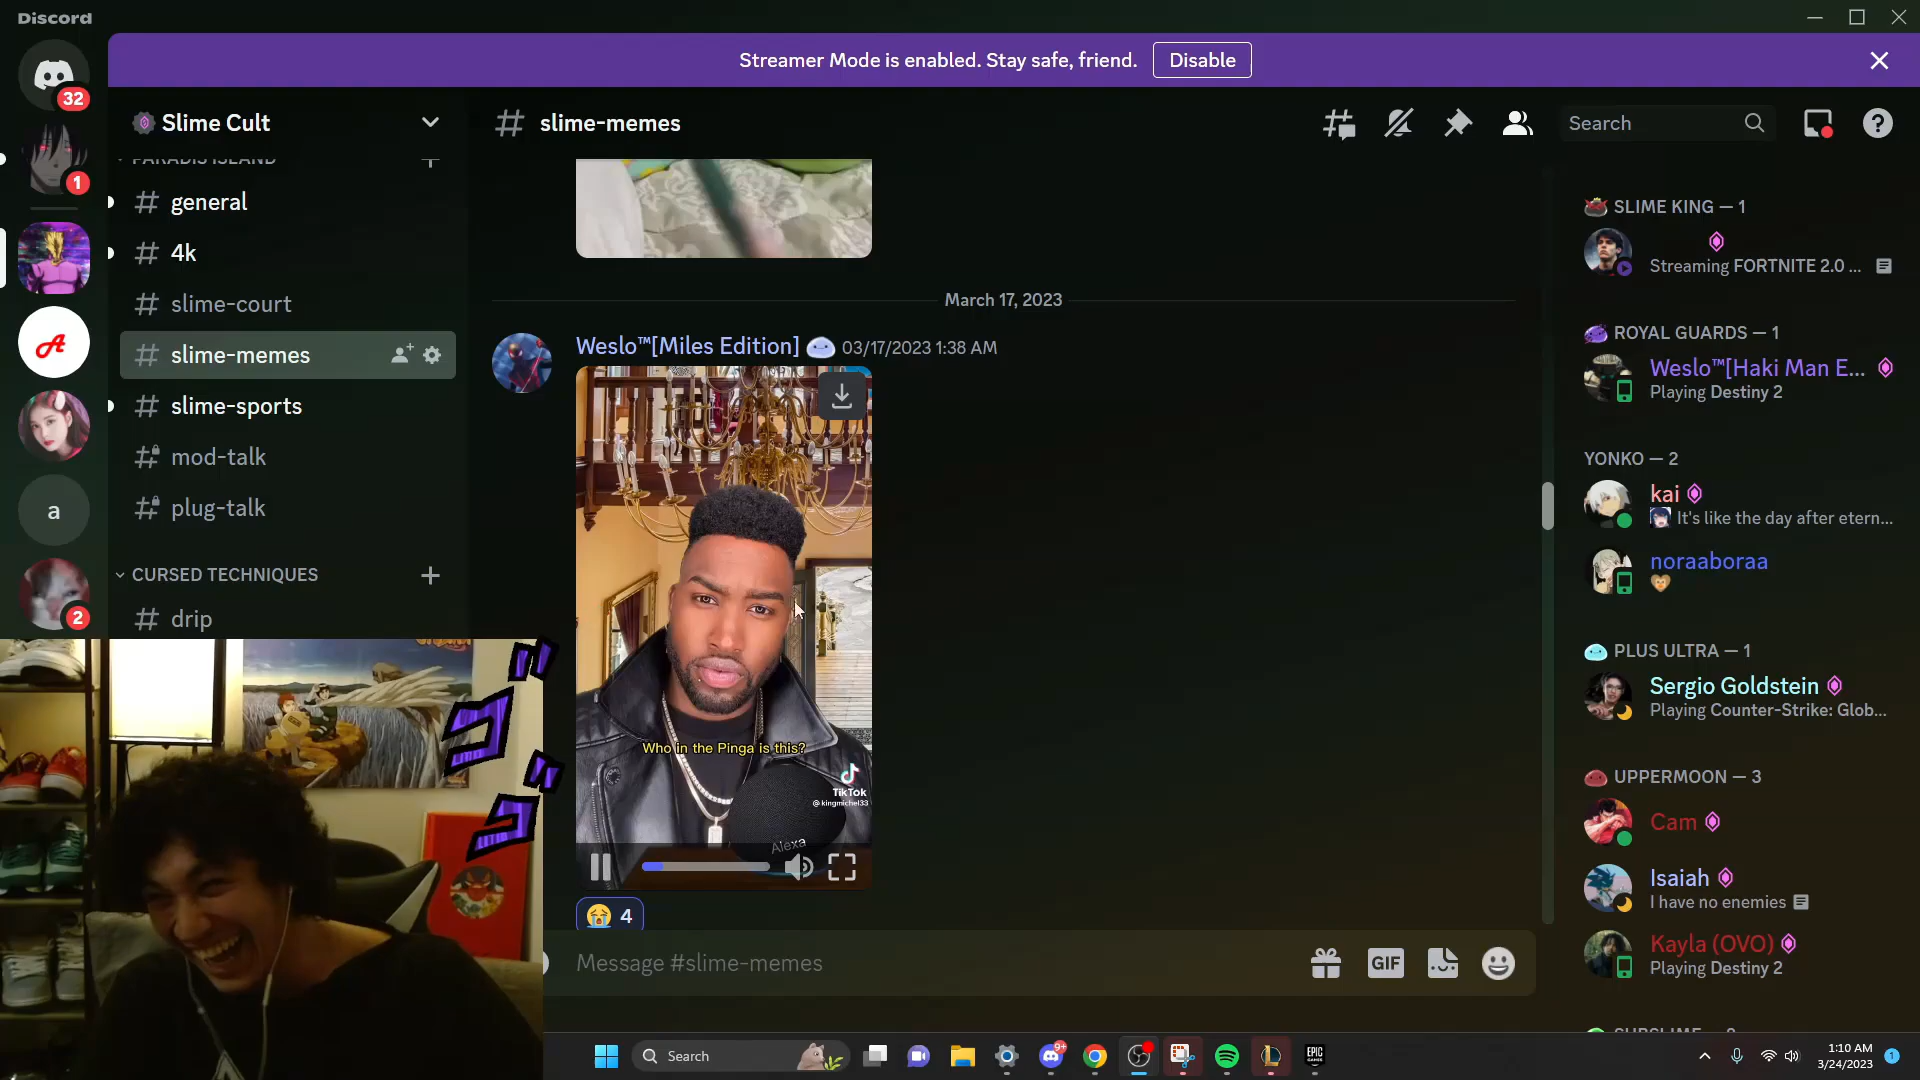 Discord
Streamer Mode is enabled. Stay safe, friend.
Disable
32
1
a
2
Slime Cult
PARADIS ISLAND
general
4k
slime-court
slime-memes
slime-sports
mod-talk
plug-talk
CURSED TECHNIQUES
drip
slime-memes
Search
March 17, 2023
Weslo™[Miles Edition] 03/17/2023 1:38 AM
Who in the Pinga is this?
TikTok
@kingmichel33
Alexa
4
Message #slime-memes
GIF
SLIME KING — 1
Streaming FORTNITE 2.0 ...
ROYAL GUARDS — 1
Weslo™[Haki Man E...
Playing Destiny 2
YONKO — 2
kai
It's like the day after etern...
noraaboraa
PLUS ULTRA — 1
Sergio Goldstein
Playing Counter-Strike: Glob...
UPPERMOON — 3
Cam
Isaiah
I have no enemies
Kayla (OVO)
Playing Destiny 2
Search
9+
EPIC
GAMES
1:10 AM
3/24/2023
1